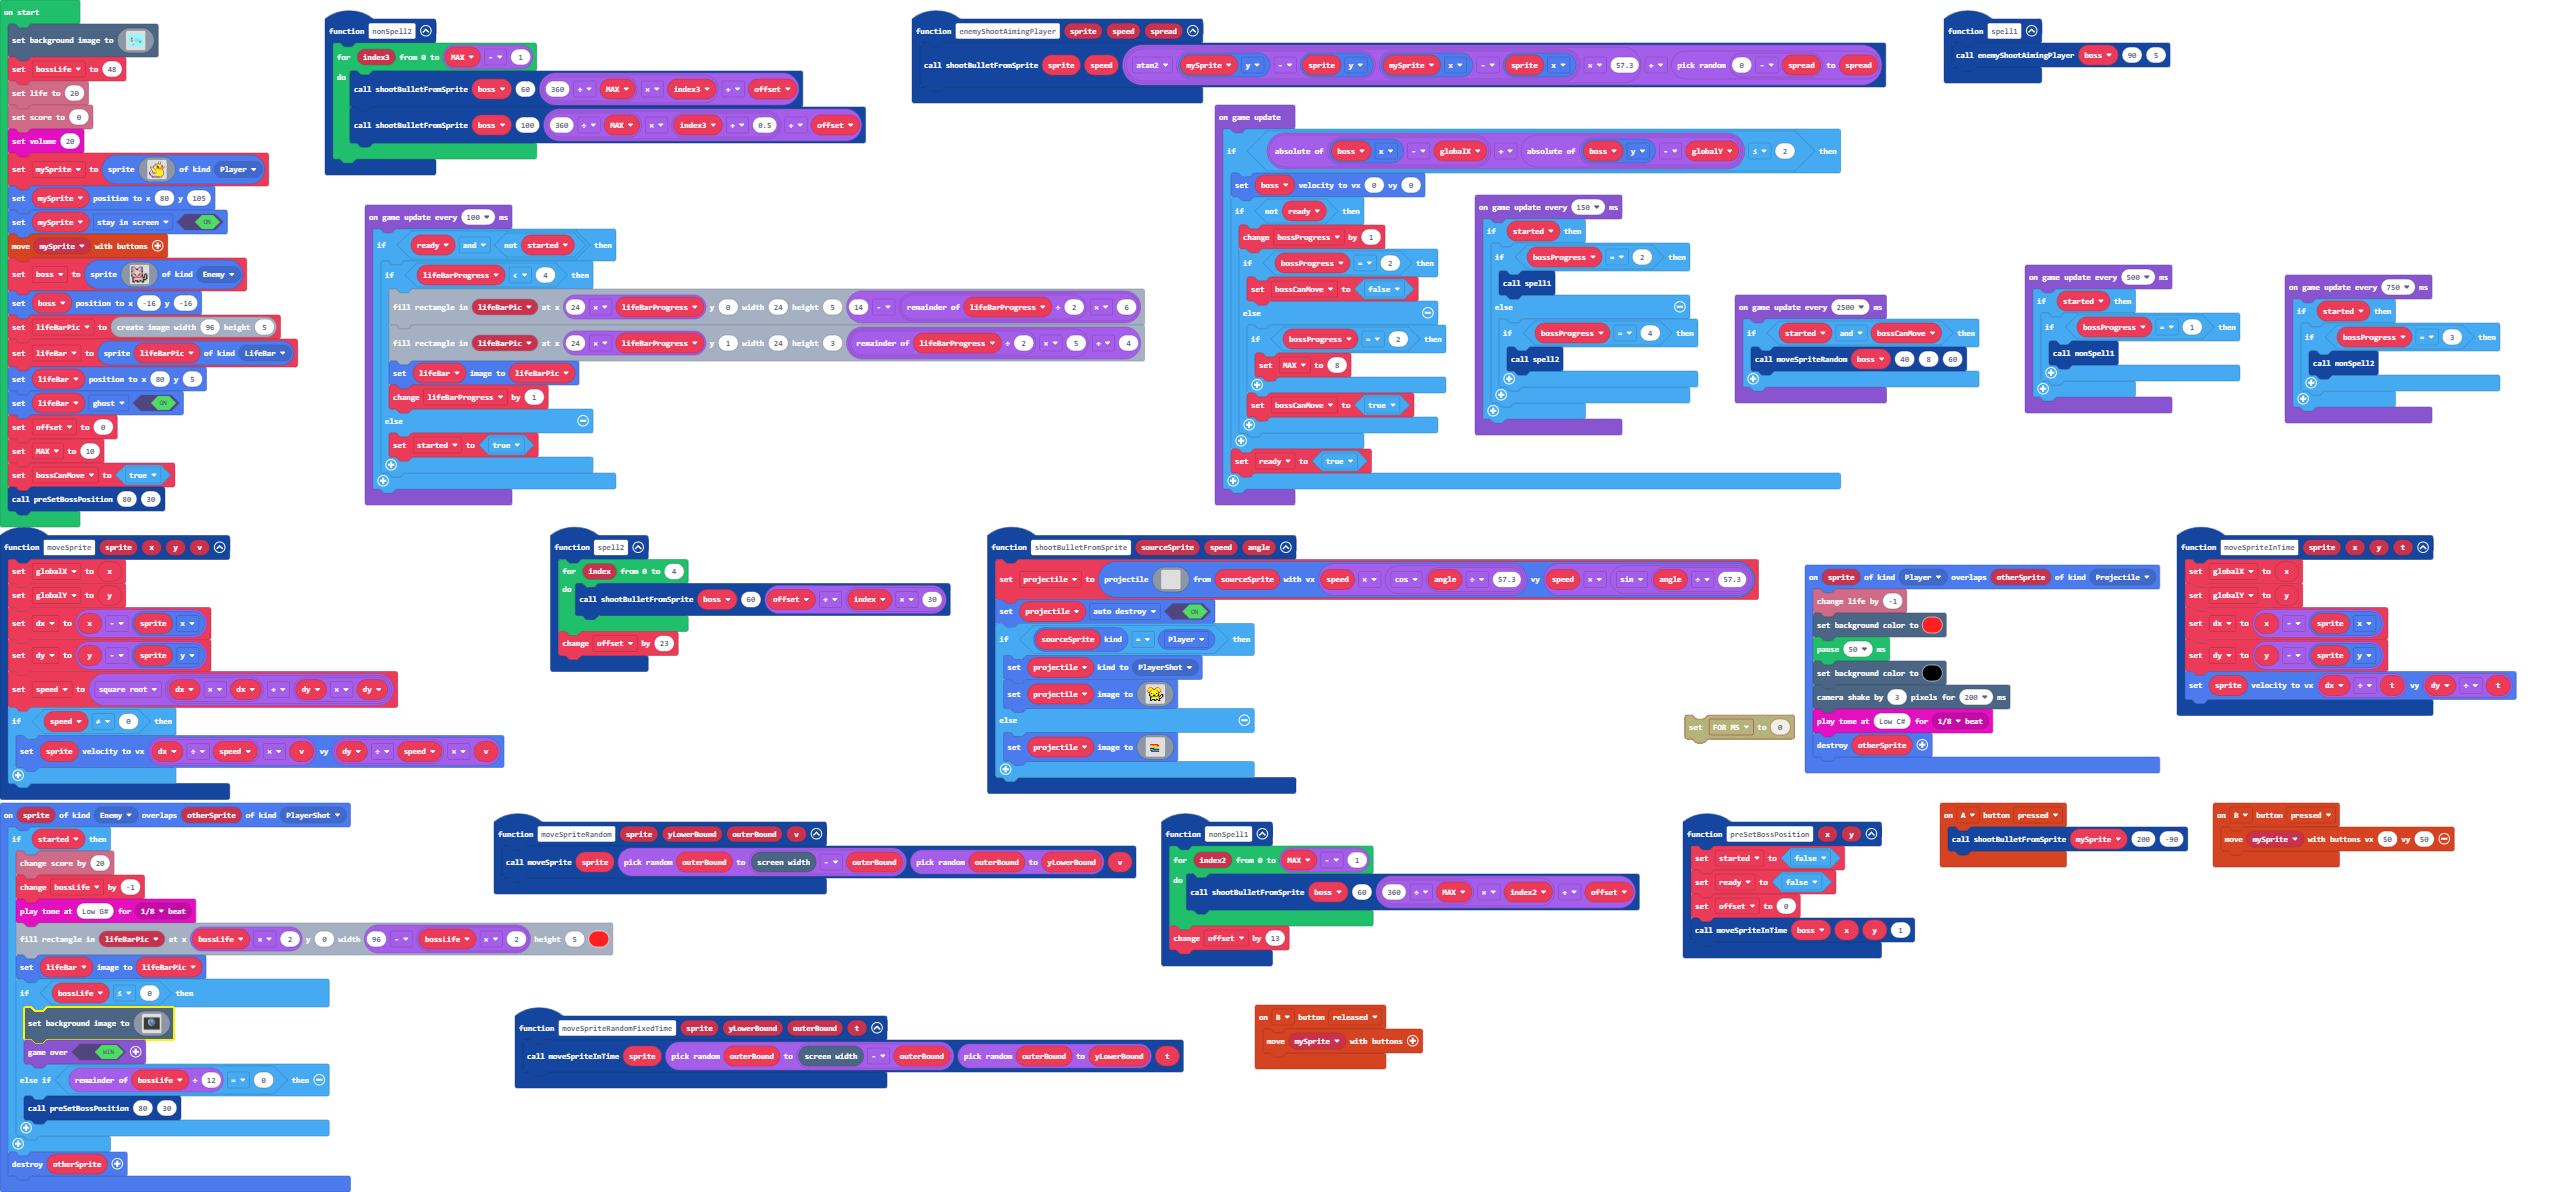 on start
set background image to
set bossLife to 48
set life to 20
set score to 0
set volume 20
set mySprite to sprite of kind Player
set mySprite position to x 80 y 105
set mySprite stay in screen ON
move mySprite with buttons
set boss to sprite of kind Enemy
set boss position to x -16 y -16
set lifeBarPic to create image width 96 height 5
set lifeBar to sprite lifeBarPic of kind LifeBar
set lifeBar position to x 80 y 5
set lifeBar ghost ON
set offset to 0
set MAX to 10
set bossCanMove to true
call preSetBossPosition 80 30
function nonSpell2
for index3 from 0 to MAX - 1
do
call shootBulletFromSprite boss 60 360 ÷ MAX × index3 + offset
call shootBulletFromSprite boss 100 360 ÷ MAX × index3 + 0.5 + offset
on game update every 100 ms
if ready and not started then
if lifeBarProgress < 4 then
fill rectangle in lifeBarPic at x 24 × lifeBarProgress y 0 width 24 height 5 14 - remainder of lifeBarProgress ÷ 2 × 6
fill rectangle in lifeBarPic at x 24 × lifeBarProgress y 1 width 24 height 3 remainder of lifeBarProgress ÷ 2 × 5 + 4
set lifeBar image to lifeBarPic
change lifeBarProgress by 1
else
set started to true
function enemyShootAimingPlayer sprite speed spread
call shootBulletFromSprite sprite speed atan2 mySprite y - sprite y mySprite x - sprite x × 57.3 + pick random 0 - spread to spread
function spell1
call enemyShootAimingPlayer boss 90 5
on game update
if absolute of boss x - globalX + absolute of boss y - globalY ≤ 2 then
set boss velocity to vx 0 vy 0
if not ready then
change bossProgress by 1
if bossProgress = 2 then
set bossCanMove to false
else
if bossProgress = 2 then
set MAX to 8
set bossCanMove to true
set ready to true
on game update every 150 ms
if started then
if bossProgress = 2 then
call spell1
else
if bossProgress = 4 then
call spell2
on game update every 2500 ms
if started and bossCanMove then
call moveSpriteRandom boss 40 8 60
on game update every 500 ms
if started then
if bossProgress = 1 then
call nonSpell1
on game update every 750 ms
if started then
if bossProgress = 3 then
call nonSpell2
function moveSprite sprite x y v
set globalX to x
set globalY to y
set dx to x - sprite x
set dy to y - sprite y
set speed to square root dx × dx + dy × dy
if speed ≠ 0 then
set sprite velocity to vx dx ÷ speed × v vy dy ÷ speed × v
function spell2
for index from 0 to 4
do
call shootBulletFromSprite boss 60 offset + index × 30
change offset by 23
function shootBulletFromSprite sourceSprite speed angle
set projectile to projectile from sourceSprite with vx speed × cos angle ÷ 57.3 vy speed × sin angle ÷ 57.3
set projectile auto destroy ON
if sourceSprite kind = Player then
set projectile kind to PlayerShot
set projectile image to
else
set projectile image to
set FOR MS to 0
on sprite of kind Player overlaps otherSprite of kind Projectile
change life by -1
set background color to
pause 50 ms
set background color to
camera shake by 3 pixels for 200 ms
play tone at Low C# for 1/8 beat
destroy otherSprite
function moveSpriteInTime sprite x y t
set globalX to x
set globalY to y
set dx to x - sprite x
set dy to y - sprite y
set sprite velocity to vx dx ÷ t vy dy ÷ t
on sprite of kind Enemy overlaps otherSprite of kind PlayerShot
if started then
change score by 20
change bossLife by -1
play tone at Low G# for 1/8 beat
fill rectangle in lifeBarPic at x bossLife × 2 y 0 width 96 - bossLife × 2 height 5
set lifeBar image to lifeBarPic
if bossLife ≤ 0 then
set background image to
game over WIN
else if remainder of bossLife ÷ 12 = 0 then
call preSetBossPosition 80 30
destroy otherSprite
function moveSpriteRandom sprite yLowerBound outerBound v
call moveSprite sprite pick random outerBound to screen width - outerBound pick random outerBound to yLowerBound v
function moveSpriteRandomFixedTime sprite yLowerBound outerBound t
call moveSpriteInTime sprite pick random outerBound to screen width - outerBound pick random outerBound to yLowerBound t
function nonSpell1
for index2 from 0 to MAX - 1
do
call shootBulletFromSprite boss 60 360 ÷ MAX × index2 + offset
change offset by 13
on B button released
move mySprite with buttons
function preSetBossPosition x y
set started to false
set ready to false
set offset to 0
call moveSpriteInTime boss x y 1
on A button pressed
call shootBulletFromSprite mySprite 200 -90
on B button pressed
move mySprite with buttons vx 50 vy 50